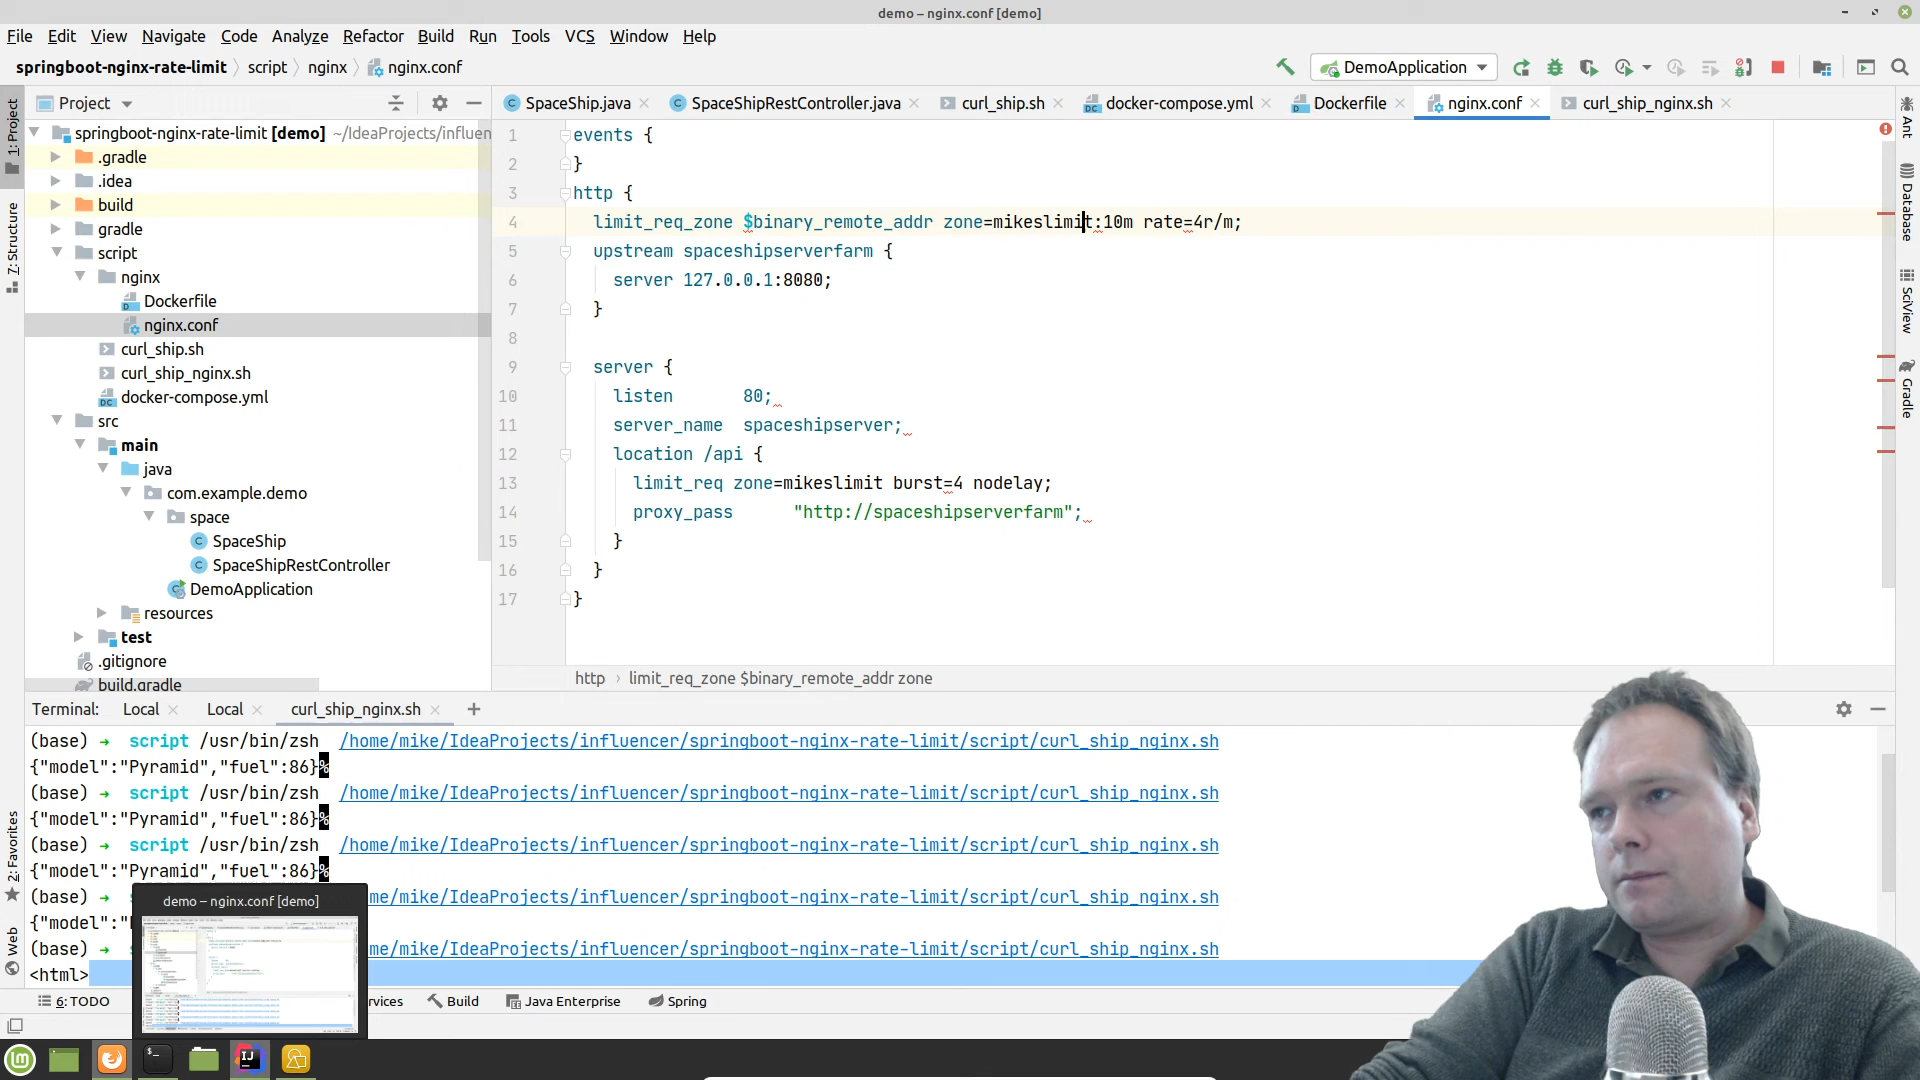 demo – nginx.conf [demo]
File Edit View Navigate Code Analyze Refactor Build Run Tools VCS Window Help
springboot-nginx-rate-limit script nginx nginx.conf
DemoApplication
Project
SpaceShip.java SpaceShipRestController.java curl_ship.sh docker-compose.yml Dockerfile nginx.conf curl_ship_nginx.sh
1: Project
7: Structure
2: Favorites
Web
springboot-nginx-rate-limit [demo] ~/IdeaProjects/influen
.gradle
.idea
build
gradle
script
nginx
Dockerfile
nginx.conf
curl_ship.sh
curl_ship_nginx.sh
docker-compose.yml
src
main
java
com.example.demo
space
SpaceShip
SpaceShipRestController
DemoApplication
resources
test
.gitignore
build.gradle
1 events {
2 }
3 http {
4 limit_req_zone $binary_remote_addr zone=mikeslimit:10m rate=4r/m;
5 upstream spaceshipserverfarm {
6 server 127.0.0.1:8080;
7 }
8
9 server {
10 listen 80;
11 server_name spaceshipserver;
12 location /api {
13 limit_req zone=mikeslimit burst=4 nodelay;
14 proxy_pass "http://spaceshipserverfarm";
15 }
16 }
17 }
http › limit_req_zone $binary_remote_addr zone
Ant
Database
SciView
Gradle
Terminal: Local Local curl_ship_nginx.sh
(base) → script /usr/bin/zsh /home/mike/IdeaProjects/influencer/springboot-nginx-rate-limit/script/curl_ship_nginx.sh
{"model":"Pyramid","fuel":86}%
(base) → script /usr/bin/zsh /home/mike/IdeaProjects/influencer/springboot-nginx-rate-limit/script/curl_ship_nginx.sh
{"model":"Pyramid","fuel":86}%
(base) → script /usr/bin/zsh /home/mike/IdeaProjects/influencer/springboot-nginx-rate-limit/script/curl_ship_nginx.sh
{"model":"Pyramid","fuel":86}%
(base) → me/mike/IdeaProjects/influencer/springboot-nginx-rate-limit/script/curl_ship_nginx.sh
{"model":"
(base) → me/mike/IdeaProjects/influencer/springboot-nginx-rate-limit/script/curl_ship_nginx.sh
<html>
demo – nginx.conf [demo]
6: TODO rvices Build Java Enterprise Spring